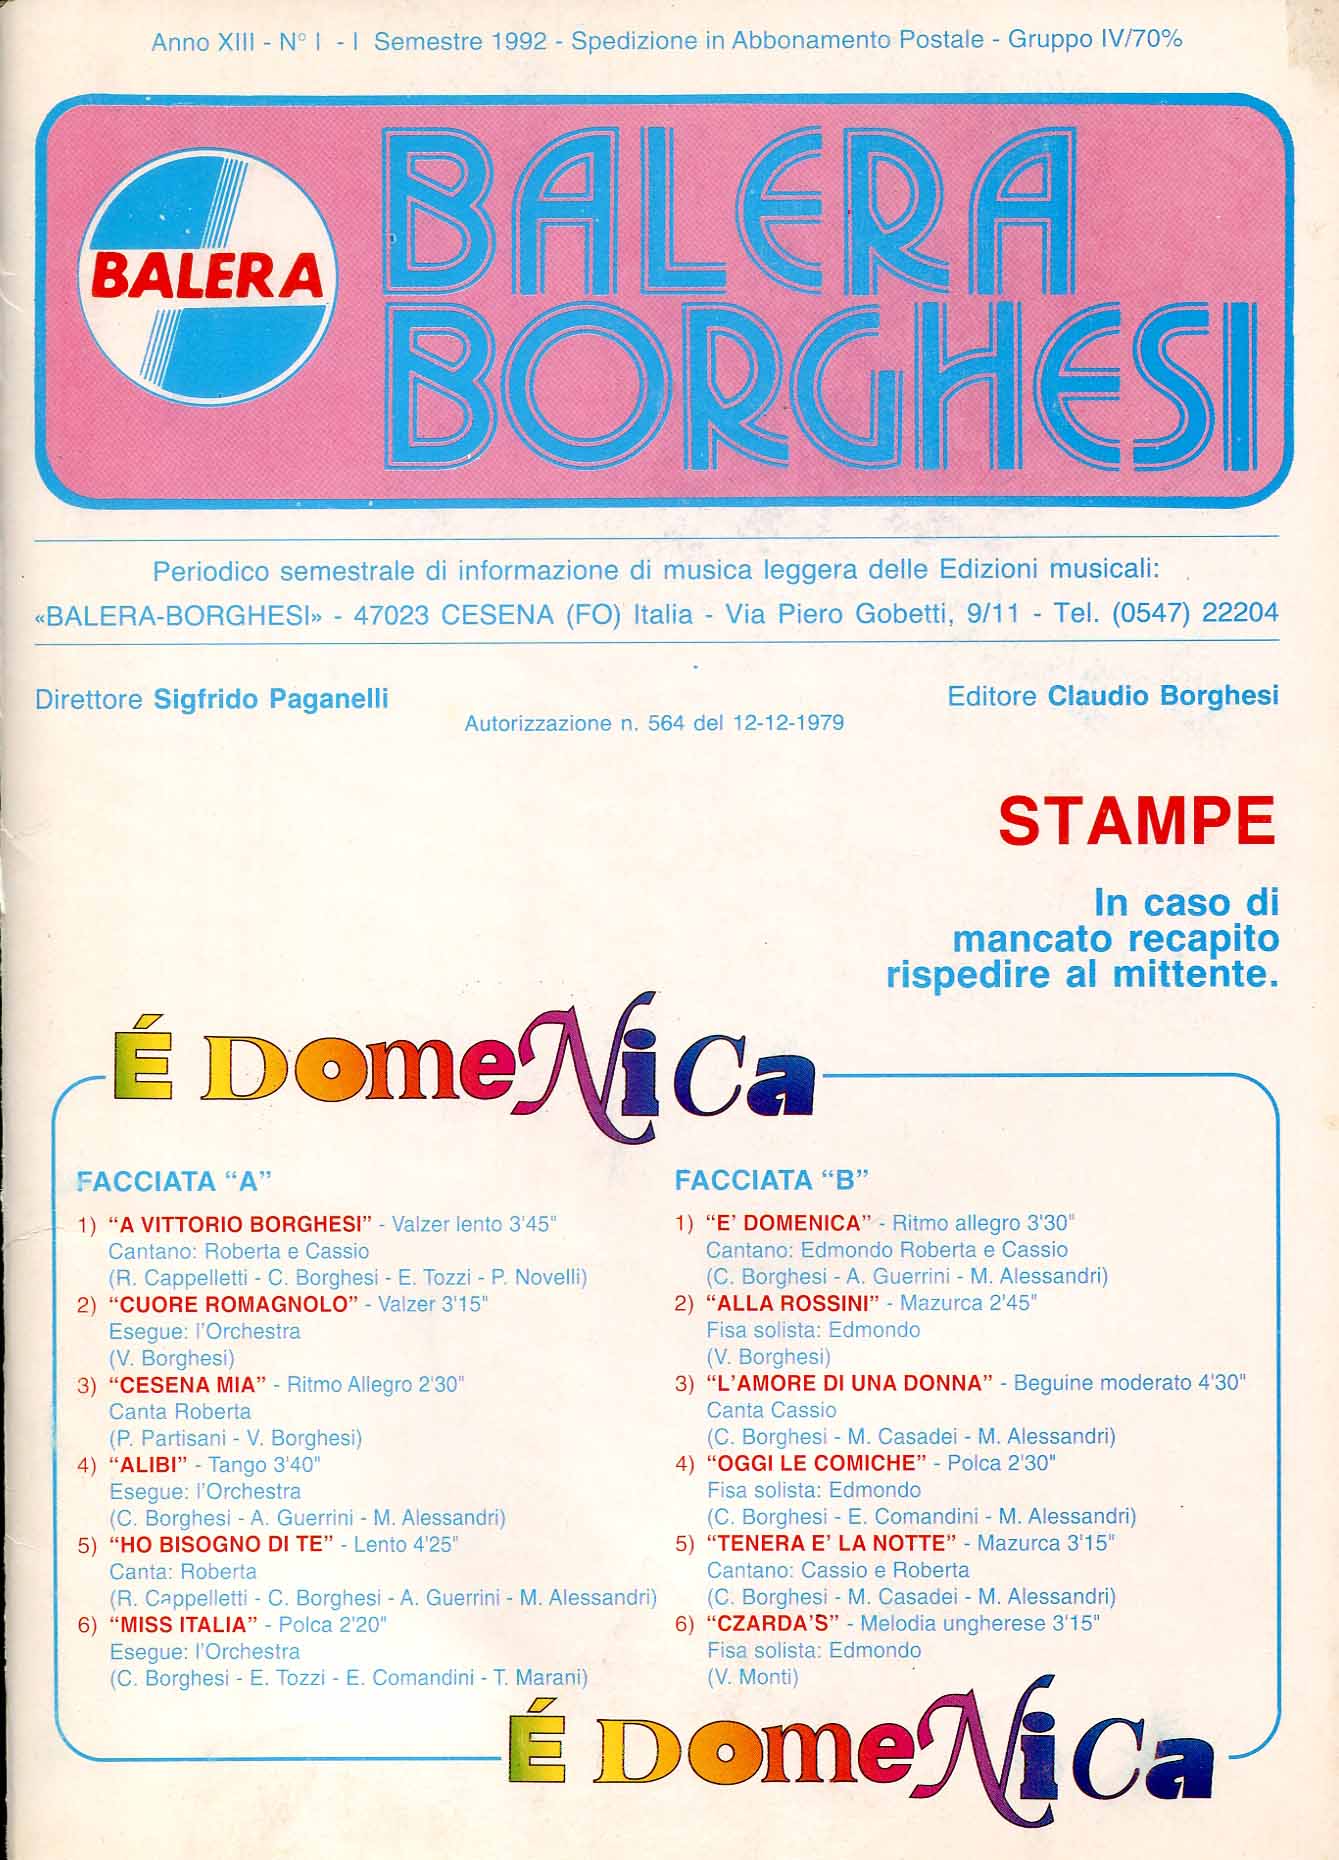 Anno XIII - N° I - I Semestre 1992 - Spedizione in Abbonamento Postale - Gruppo IV/70%
BALERA
BALERA
BORGHESI
Periodico semestrale di informazione di musica leggera delle Edizioni musicali:
«BALERA-BORGHESI» - 47023 CESENA (FO) Italia - Via Piero Gobetti, 9/11 - Tel. (0547) 22204
Direttore Sigfrido Paganelli
Editore Claudio Borghesi
Autorizzazione n. 564 del 12-12-1979
STAMPE
In caso di
mancato recapito
rispedire al mittente.
É DomeNiCa
FACCIATA “A”
1) “A VITTORIO BORGHESI” - Valzer lento 3'45"
Cantano: Roberta e Cassio
(R. Cappelletti - C. Borghesi - E. Tozzi - P. Novelli)
2) “CUORE ROMAGNOLO” - Valzer 3'15"
Esegue: l'Orchestra
(V. Borghesi)
3) “CESENA MIA” - Ritmo Allegro 2'30"
Canta Roberta
(P. Partisani - V. Borghesi)
4) “ALIBI” - Tango 3'40"
Esegue: l'Orchestra
(C. Borghesi - A. Guerrini - M. Alessandri)
5) “HO BISOGNO DI TE” - Lento 4'25"
Canta: Roberta
(R. Cappelletti - C. Borghesi - A. Guerrini - M. Alessandri)
6) “MISS ITALIA” - Polca 2'20"
Esegue: l'Orchestra
(C. Borghesi - E. Tozzi - E. Comandini - T. Marani)
FACCIATA “B”
1) “E' DOMENICA” - Ritmo allegro 3'30"
Cantano: Edmondo Roberta e Cassio
(C. Borghesi - A. Guerrini - M. Alessandri)
2) “ALLA ROSSINI” - Mazurca 2'45"
Fisa solista: Edmondo
(V. Borghesi)
3) “L'AMORE DI UNA DONNA” - Beguine moderato 4'30"
Canta Cassio
(C. Borghesi - M. Casadei - M. Alessandri)
4) “OGGI LE COMICHE” - Polca 2'30"
Fisa solista: Edmondo
(C. Borghesi - E. Comandini - M. Alessandri)
5) “TENERA E' LA NOTTE” - Mazurca 3'15"
Cantano: Cassio e Roberta
(C. Borghesi - M. Casadei - M. Alessandri)
6) “CZARDA'S” - Melodia ungherese 3'15"
Fisa solista: Edmondo
(V. Monti)
É DomeNiCa